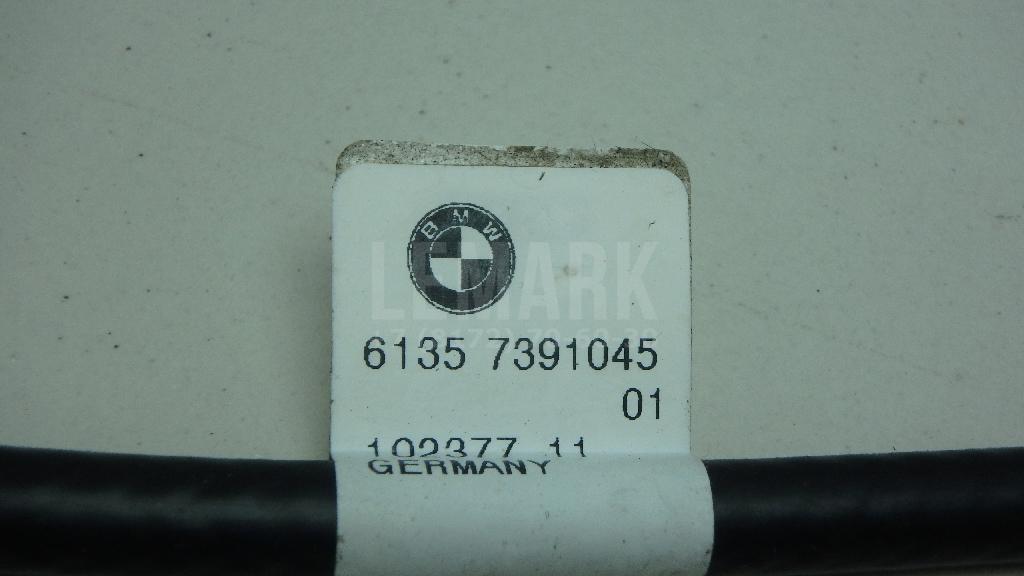 BMW
LEMARK
6135 7391045
01
102377 11
GERMANY